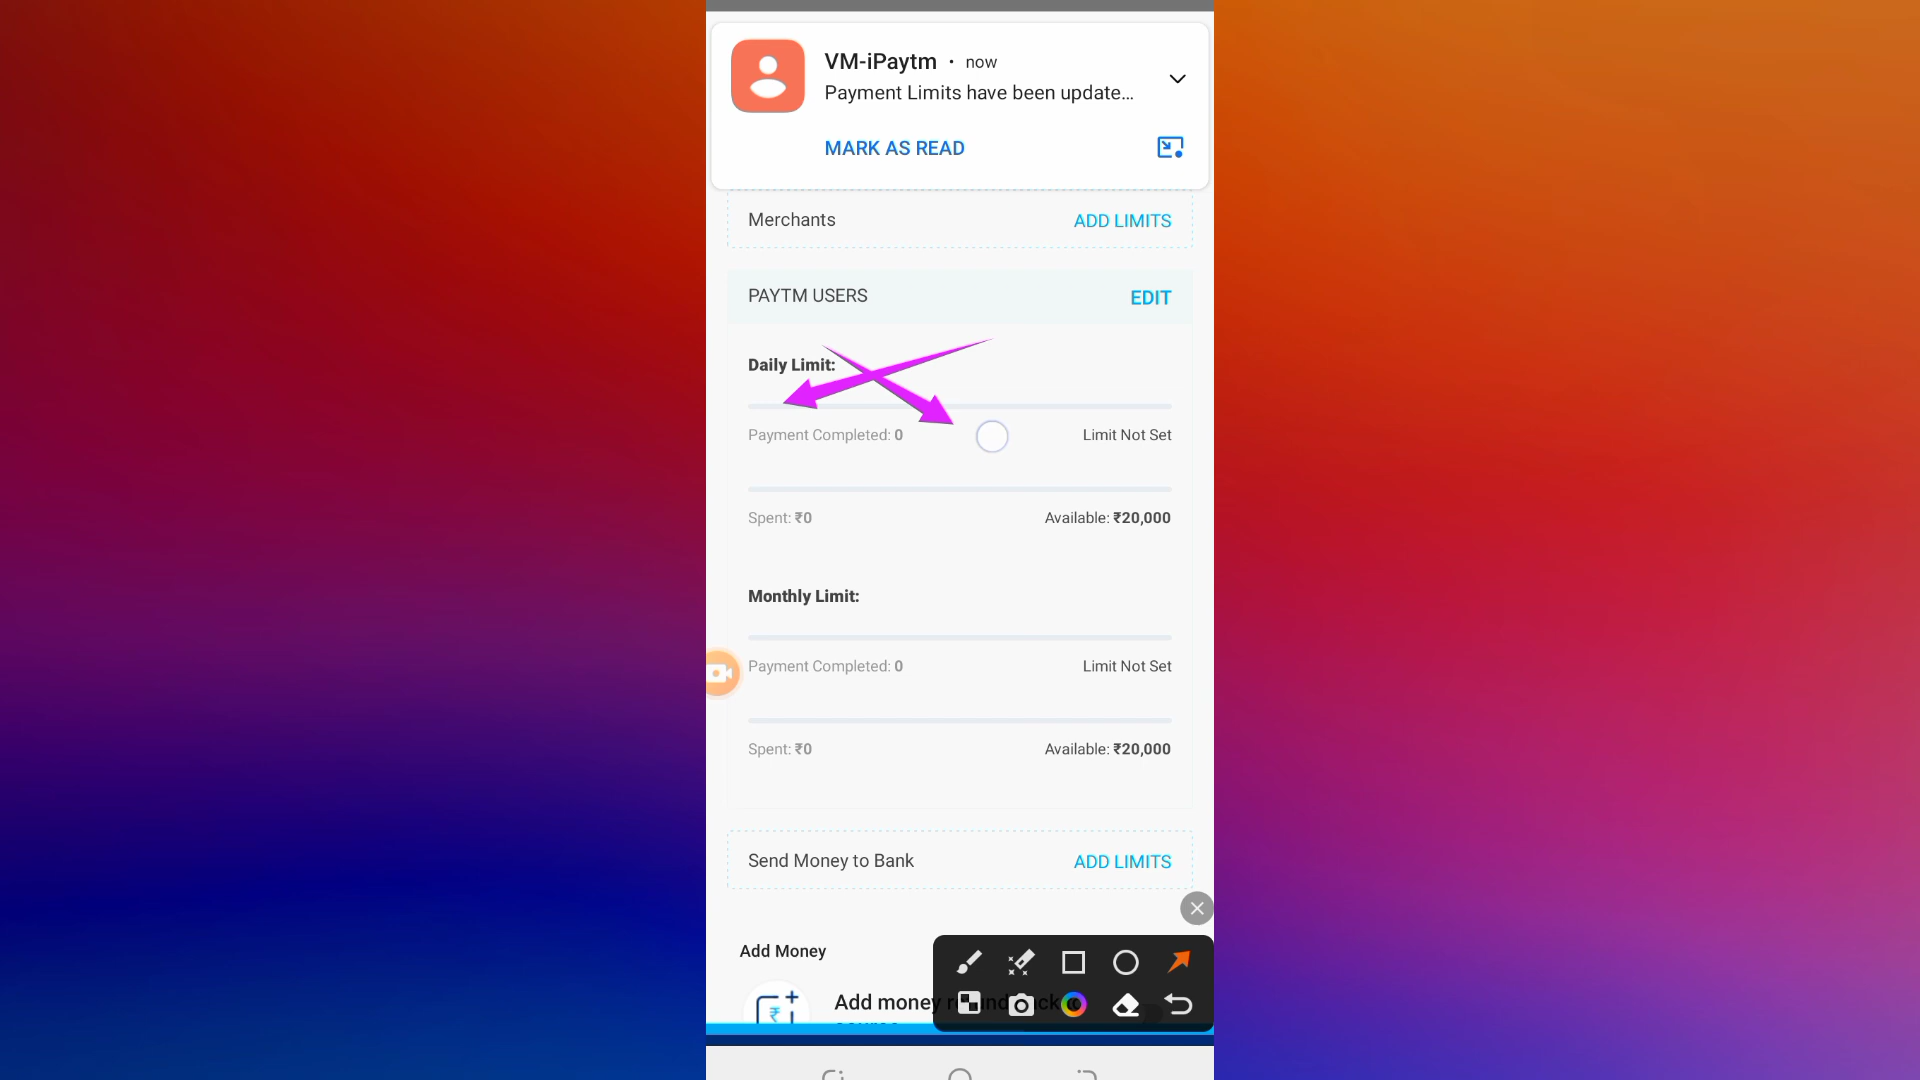 VM-iPaytm • now
Payment Limits have been update...
MARK AS READ
Merchants ADD LIMITS
PAYTM USERS EDIT
Daily Limit:
Payment Completed: 0 Limit Not Set
Spent: ₹0 Available: ₹20,000
Monthly Limit:
Payment Completed: 0 Limit Not Set
Spent: ₹0 Available: ₹20,000
Send Money to Bank ADD LIMITS
Add Money
Add money